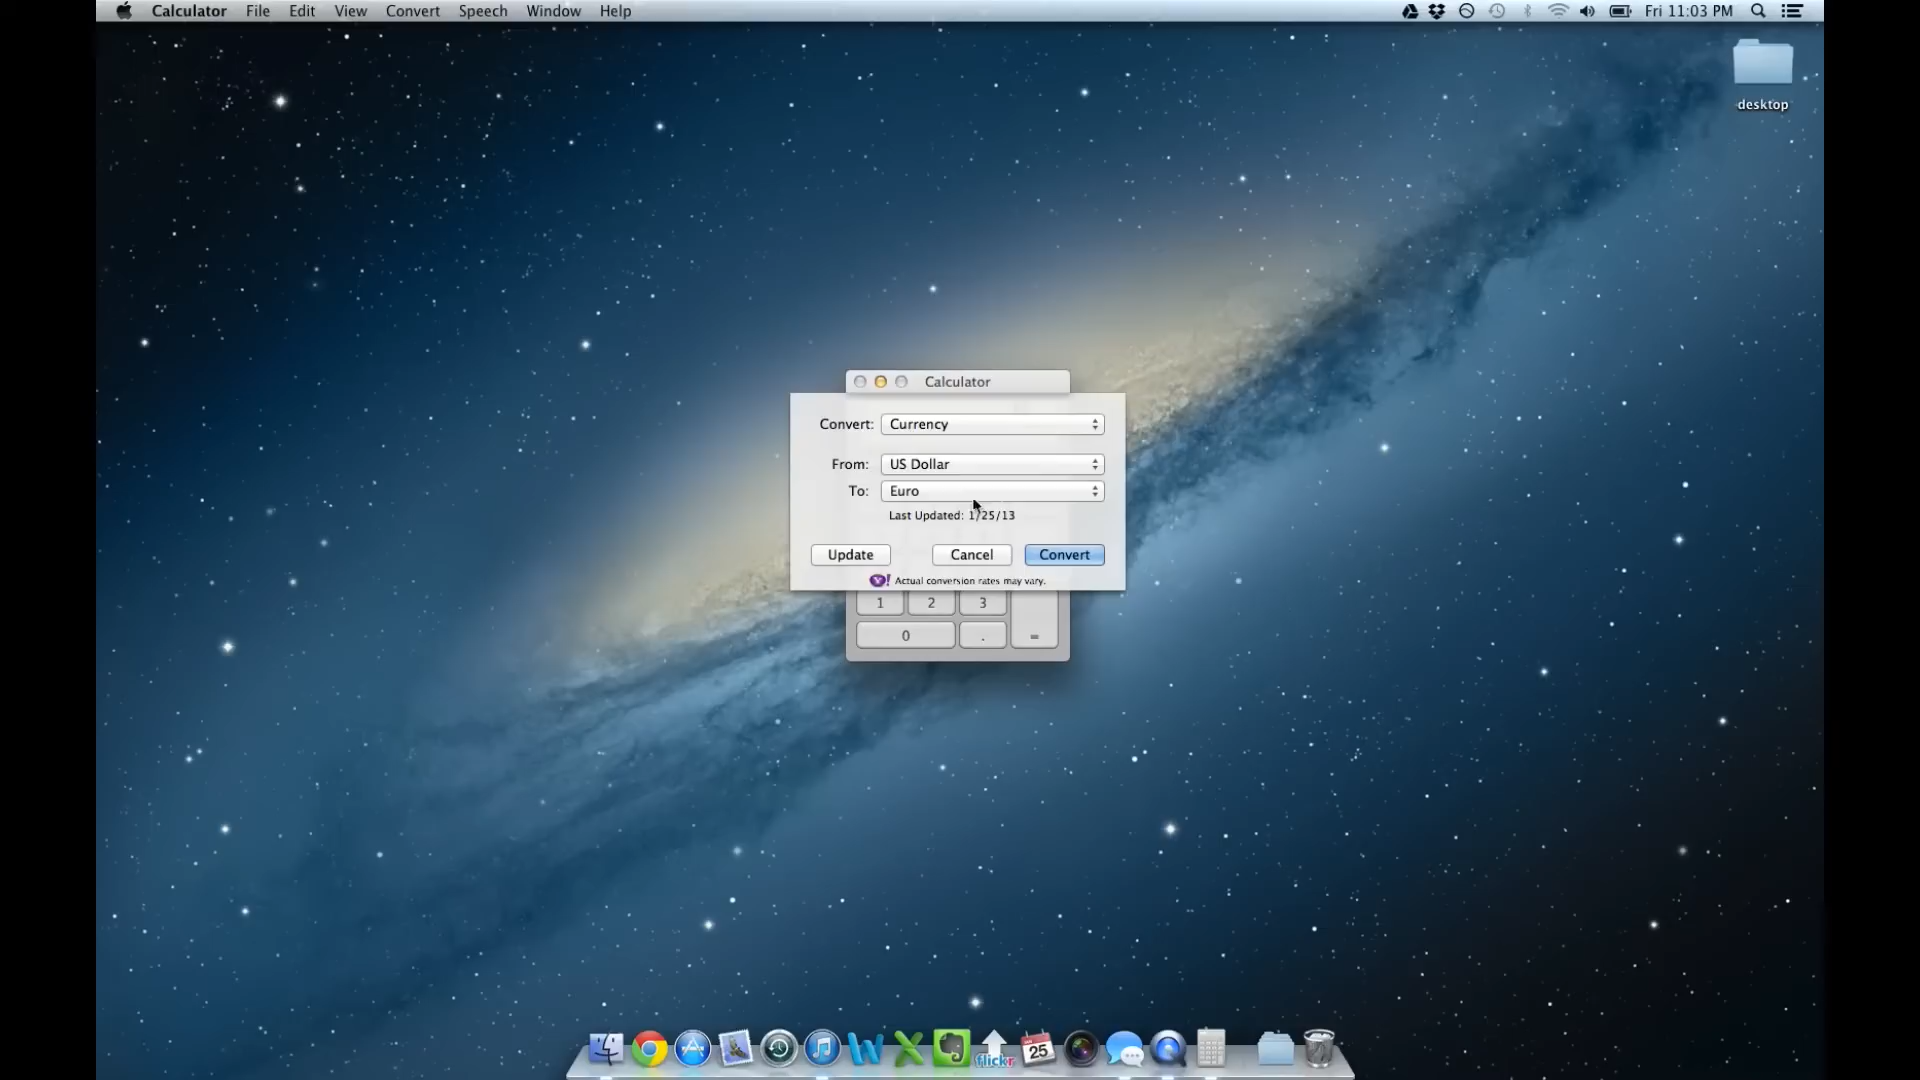 Calculator File Edit View Convert Speech Window Help Fri 11:03 PM
desktop
Calculator
Convert: Currency
From: US Dollar
To: Euro
Last Updated: 1/25/13
Update Cancel Convert
Y! Actual conversion rates may vary.
1 2 3
0 . =
W X flickr 25